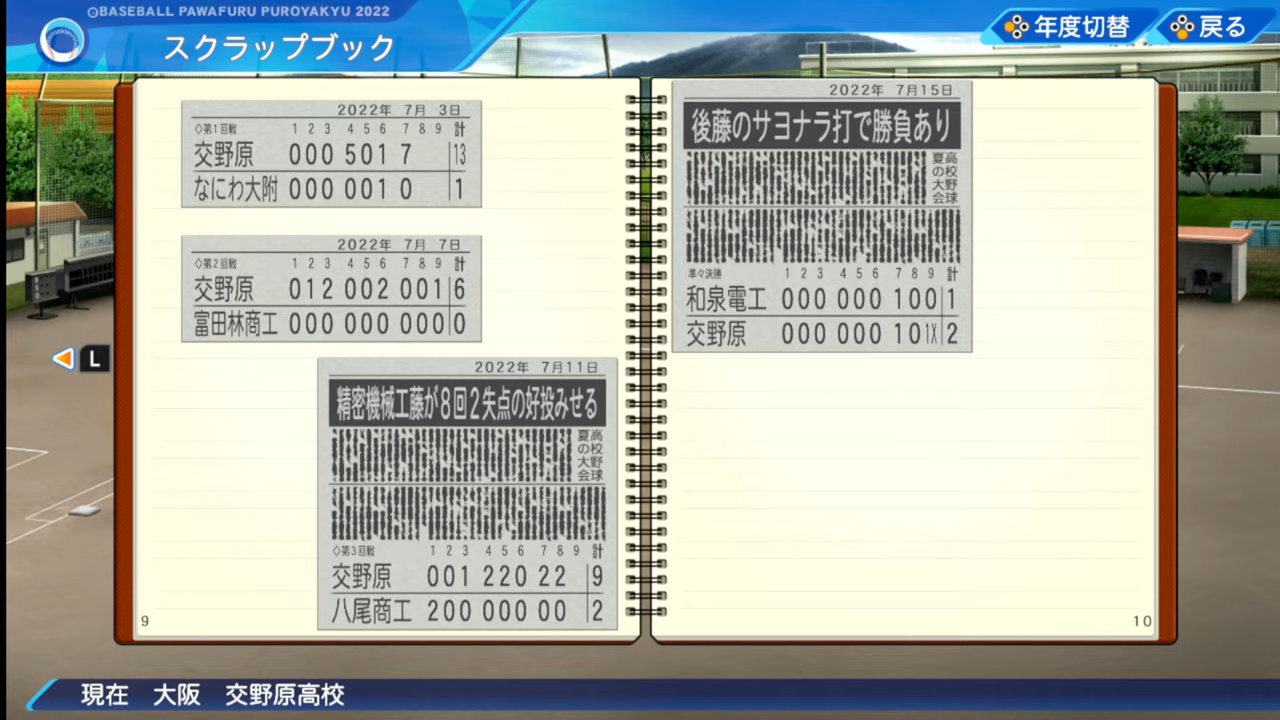 ©BASEBALL PAWAFURU PUROYAKYU 2022
スクラップブック
年度切替
戻る
2022年 7月 3日
◇第1回戦 1 2 3 4 5 6 7 8 9 計
交野原 000 501 7 13
なにわ大附 000 001 0 1
2022年 7月 7日
◇第2回戦 1 2 3 4 5 6 7 8 9 計
交野原 012 002 001 6
富田林商工 000 000 000 0
2022年 7月11日
精密機械工藤が8回2失点の好投みせる
高校野球
夏の大会
◇第3回戦 1 2 3 4 5 6 7 8 9 計
交野原 001 220 22 9
八尾商工 200 000 00 2
9
2022年 7月15日
後藤のサヨナラ打で勝負あり
高校野球
夏の大会
準々決勝 1 2 3 4 5 6 7 8 9 計
和泉電工 000 000 100 1
交野原 000 000 101X 2
10
L
現在 大阪 交野原高校